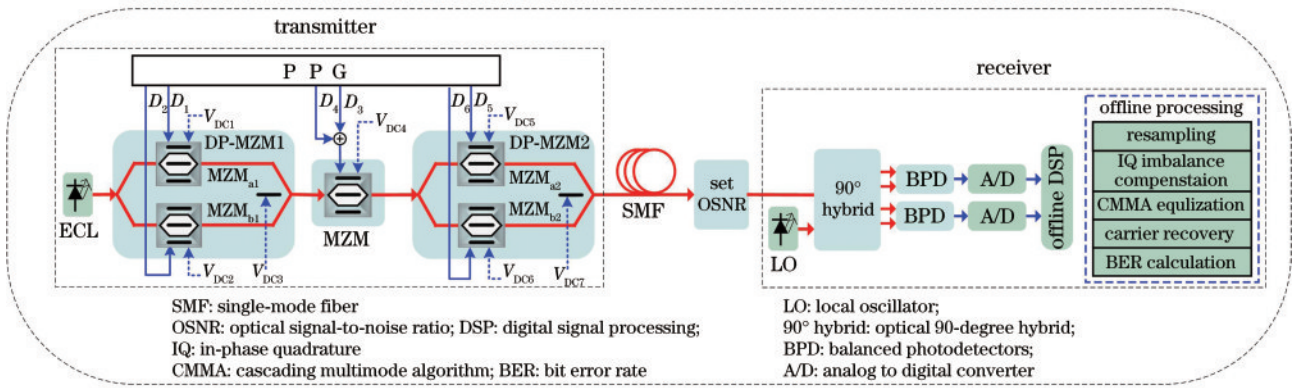 transmitter
P P G
D2 D1
D4 D3
D6 D5
VDC1
VDC4
VDC5
DP-MZM1
DP-MZM2
MZMa1
MZMa2
MZMb1
MZMb2
ECL
MZM
VDC2
VDC3
VDC6
VDC7
SMF
set
OSNR
receiver
90°
hybrid
LO
BPD
A/D
BPD
A/D
offline DSP
offline processing
resampling
IQ imbalance
compenstaion
CMMA equlization
carrier recovery
BER calculation
SMF: single-mode fiber
OSNR: optical signal-to-noise ratio; DSP: digital signal processing;
IQ: in-phase quadrature
CMMA: cascading multimode algorithm; BER: bit error rate
LO: local oscillator;
90° hybrid: optical 90-degree hybrid;
BPD: balanced photodetectors;
A/D: analog to digital converter